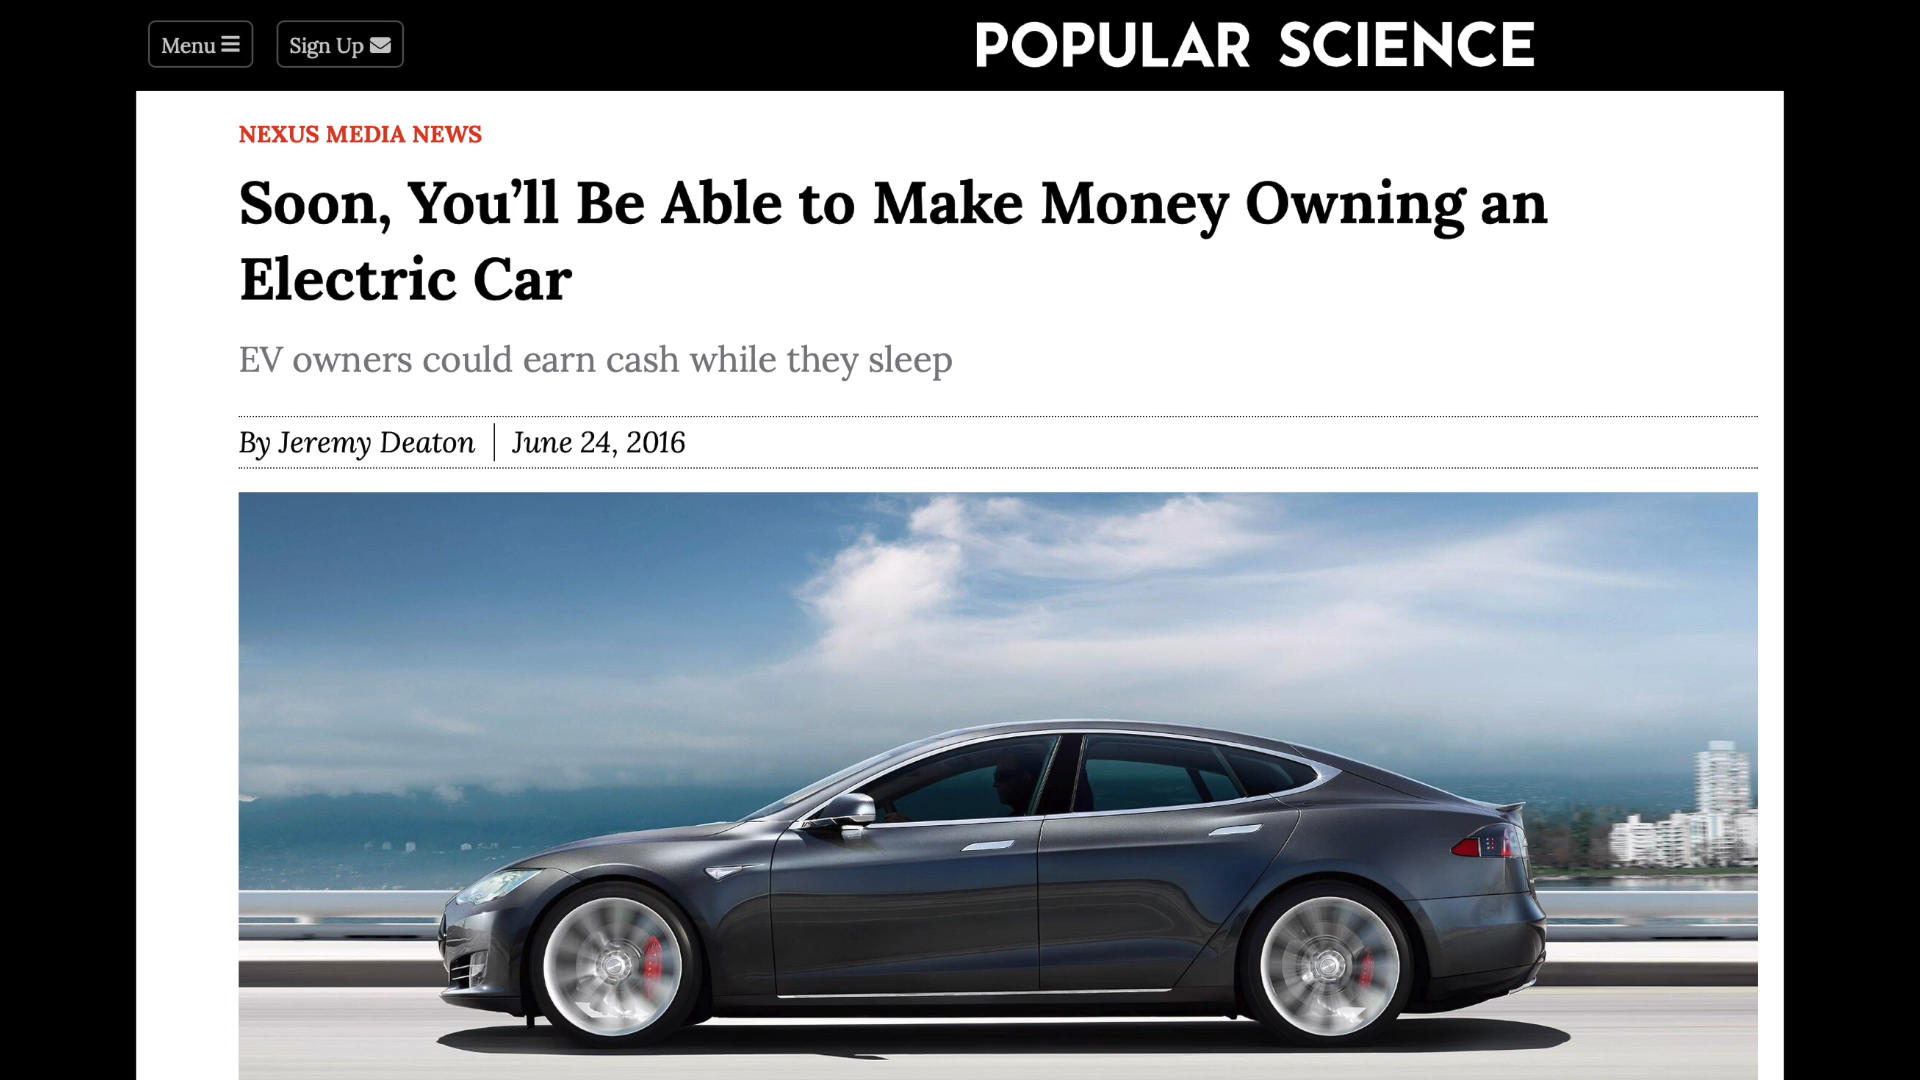 Menu Sign Up POPULAR SCIENCE
NEXUS MEDIA NEWS
Soon, You’ll Be Able to Make Money Owning an
Electric Car
EV owners could earn cash while they sleep
By Jeremy Deaton June 24, 2016